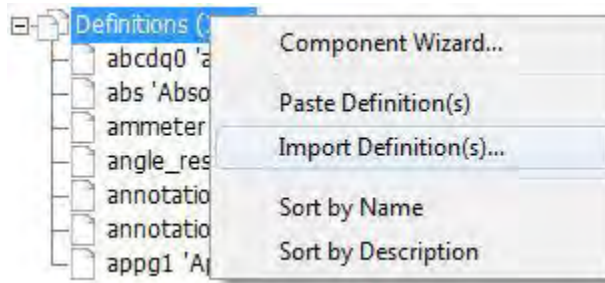 Definitions (
abcdq0 'a
abs 'Abso
ammeter
angle_res
annotatio
annotatio
appg1 'Ap
Component Wizard...
Paste Definition(s)
Import Definition(s)...
Sort by Name
Sort by Description